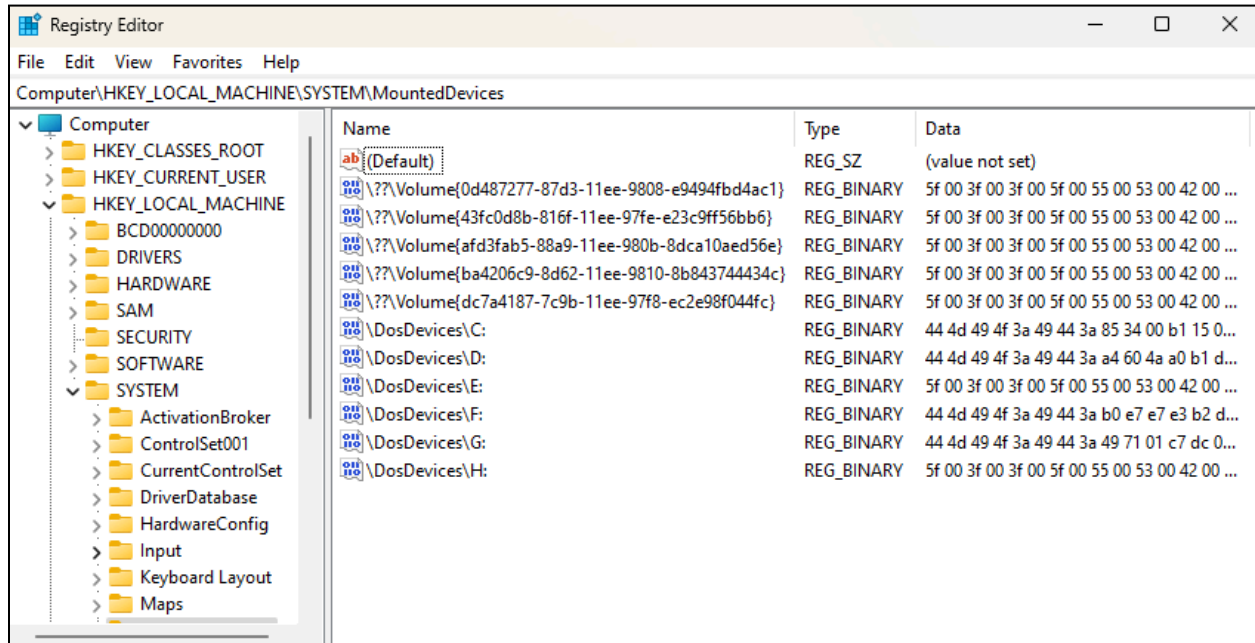 Registry Editor
File Edit View Favorites Help
Computer\HKEY_LOCAL_MACHINE\SYSTEM\MountedDevices
Computer
HKEY_CLASSES_ROOT
HKEY_CURRENT_USER
HKEY_LOCAL_MACHINE
BCD00000000
DRIVERS
HARDWARE
SAM
SECURITY
SOFTWARE
SYSTEM
ActivationBroker
ControlSet001
CurrentControlSet
DriverDatabase
HardwareConfig
Input
Keyboard Layout
Maps
Name Type Data
ab (Default) REG_SZ (value not set)
\??\Volume{0d487277-87d3-11ee-9808-e9494fbd4ac1} REG_BINARY 5f 00 3f 00 3f 00 5f 00 55 00 53 00 42 00 ...
\??\Volume{43fc0d8b-816f-11ee-97fe-e23c9ff56bb6} REG_BINARY 5f 00 3f 00 3f 00 5f 00 55 00 53 00 42 00 ...
\??\Volume{afd3fab5-88a9-11ee-980b-8dca10aed56e} REG_BINARY 5f 00 3f 00 3f 00 5f 00 55 00 53 00 42 00 ...
\??\Volume{ba4206c9-8d62-11ee-9810-8b843744434c} REG_BINARY 5f 00 3f 00 3f 00 5f 00 55 00 53 00 42 00 ...
\??\Volume{dc7a4187-7c9b-11ee-97f8-ec2e98f044fc} REG_BINARY 5f 00 3f 00 3f 00 5f 00 55 00 53 00 42 00 ...
\DosDevices\C: REG_BINARY 44 4d 49 4f 3a 49 44 3a 85 34 00 b1 15 0...
\DosDevices\D: REG_BINARY 44 4d 49 4f 3a 49 44 3a a4 60 4a a0 b1 d...
\DosDevices\E: REG_BINARY 5f 00 3f 00 3f 00 5f 00 55 00 53 00 42 00 ...
\DosDevices\F: REG_BINARY 44 4d 49 4f 3a 49 44 3a b0 e7 e7 e3 b2 d...
\DosDevices\G: REG_BINARY 44 4d 49 4f 3a 49 44 3a 49 71 01 c7 dc 0...
\DosDevices\H: REG_BINARY 5f 00 3f 00 3f 00 5f 00 55 00 53 00 42 00 ...